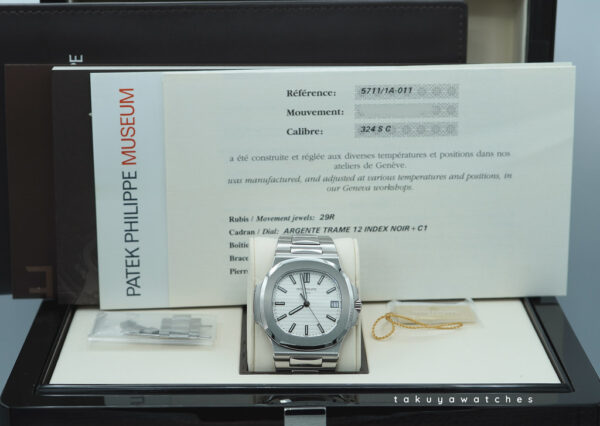 PATEK PHILIPPE MUSEUM
Référence: 5711/1A-011
Mouvement:
Calibre: 324 S C
a été construite et réglée aux diverses températures et positions dans nos
ateliers de Genève.
was manufactured, and adjusted at various temperatures and positions, in
our Geneva workshops.
Rubis / Movement jewels: 29R
Cadran / Dial: ARGENTE TRAME 12 INDEX NOIR + C1
Boîti
Brace
Pierr
takuyawatches